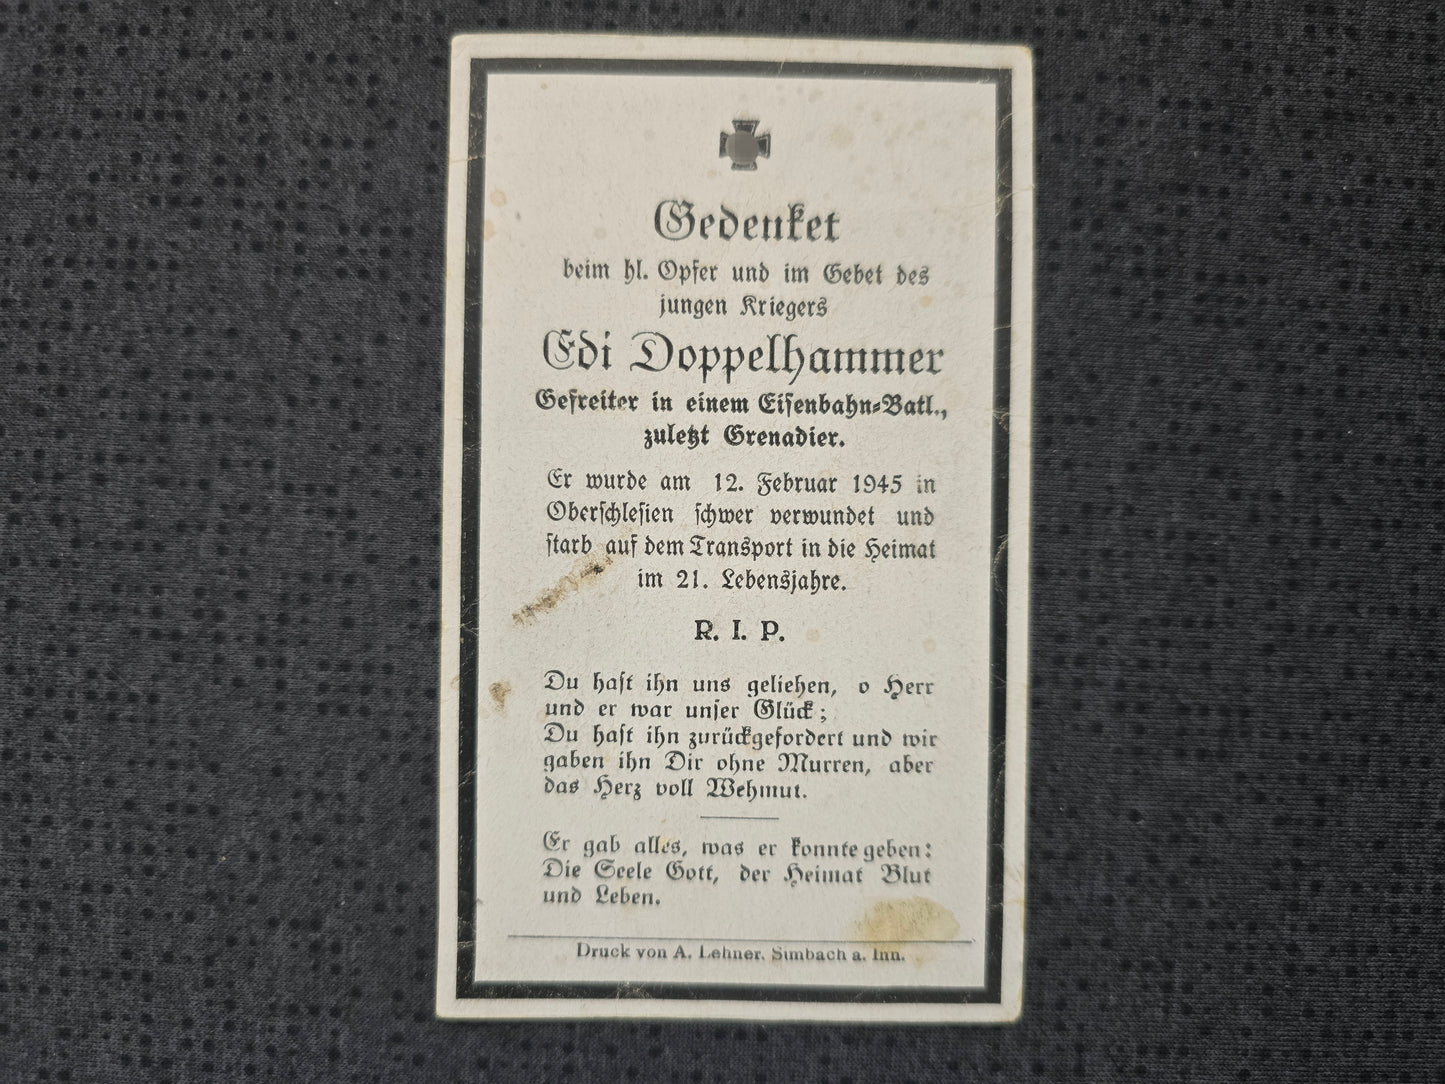 Gedenket
beim hl. Opfer und im Gebet des
jungen Kriegers
Edi Doppelhammer
Gefreiter in einem Eisenbahn-Batl.,
zuletzt Grenadier.
Er wurde am 12. Februar 1945 in
Oberschlesien schwer verwundet und
starb auf dem Transport in die Heimat
im 21. Lebensjahre.
R. I. P.
Du hast ihn uns geliehen, o Herr
und er war unser Glück;
Du hast ihn zurückgefordert und wir
gaben ihn Dir ohne Murren, aber
das Herz voll Wehmut.
Er gab alles, was er konnte geben:
Die Seele Gott, der Heimat Blut
und Leben.
Druck von A. Lehner, Simbach a. Inn.